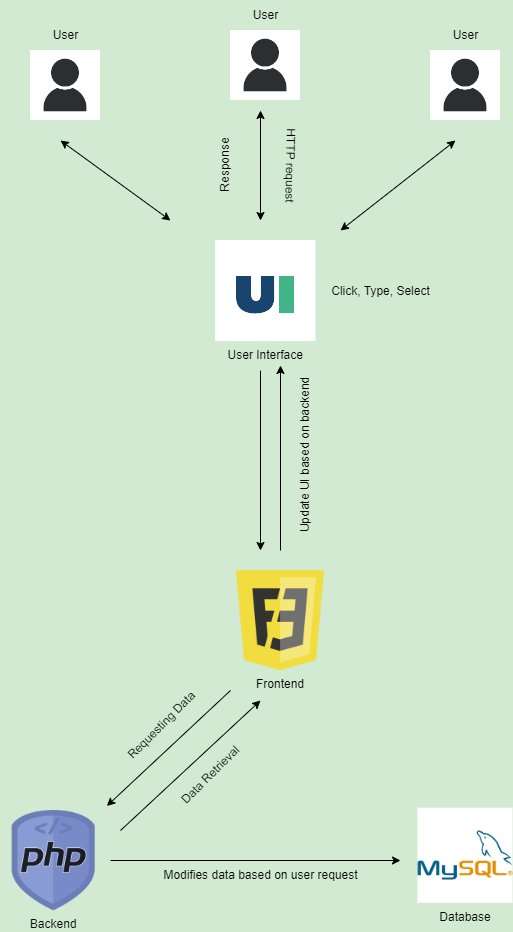 User
User
User
Response
HTTP request
UI
Click, Type, Select
User Interface
Update UI based on backend
FE
Frontend
Requesting Data
Data Retrieval
</>
php
MySQL®
Modifies data based on user request
Backend
Database